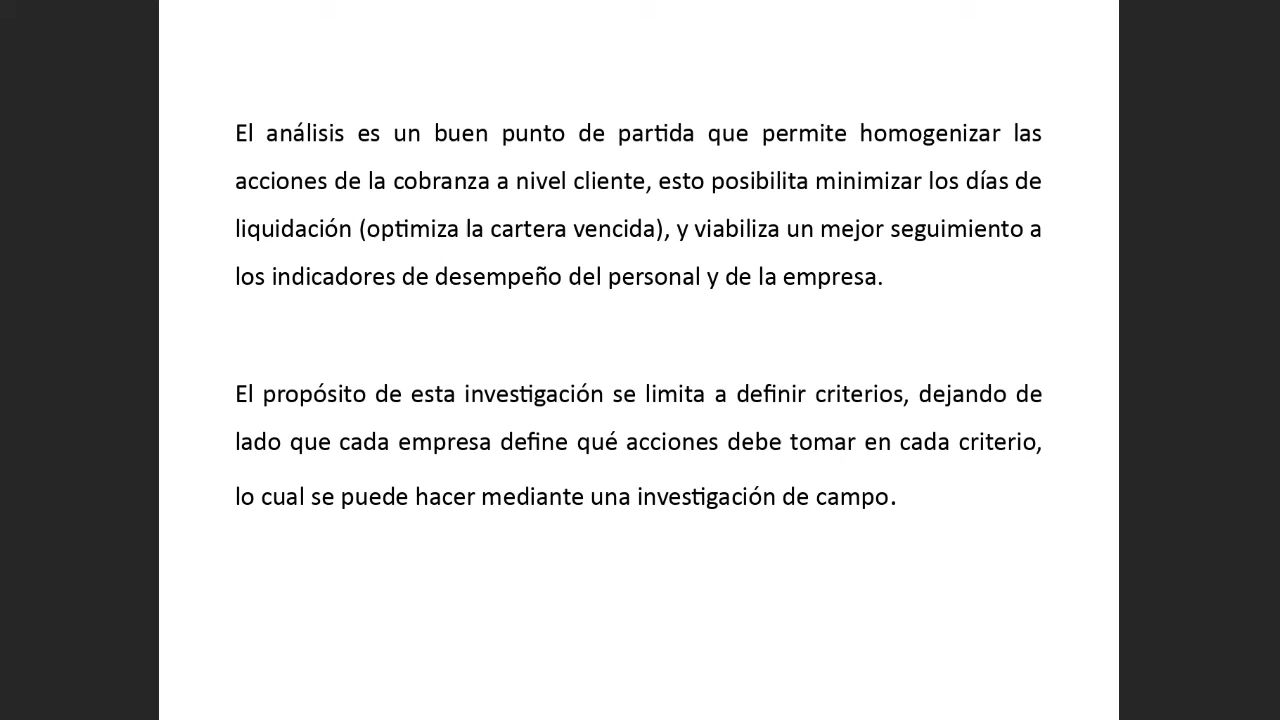 El análisis es un buen punto de partida que permite homogenizar las
acciones de la cobranza a nivel cliente, esto posibilita minimizar los días de
liquidación (optimiza la cartera vencida), y viabiliza un mejor seguimiento a
los indicadores de desempeño del personal y de la empresa.
El propósito de esta investigación se limita a definir criterios, dejando de
lado que cada empresa define qué acciones debe tomar en cada criterio,
lo cual se puede hacer mediante una investigación de campo.